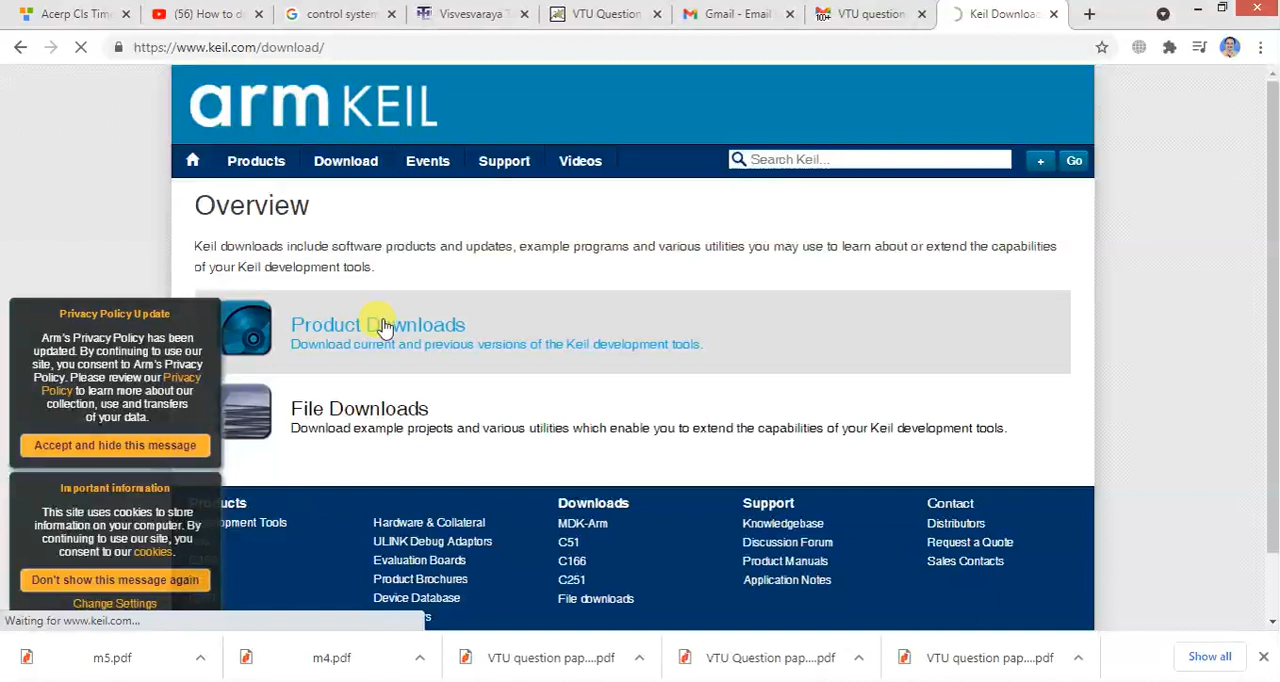 Acerp Cls Time
(56) How to d
control system
Visvesvaraya T
VTU Question
Gmail - Email
100+
VTU question
Keil Download
https://www.keil.com/download/
arm KEIL
Products
Download
Events
Support
Videos
Search Keil...
+
Go
Overview
Keil downloads include software products and updates, example programs and various utilities you may use to learn about or extend the capabilities
of your Keil development tools.
Product Downloads
Download current and previous versions of the Keil development tools.
File Downloads
Download example projects and various utilities which enable you to extend the capabilities of your Keil development tools.
Privacy Policy Update
Arm's Privacy Policy has been
updated. By continuing to use our
site, you consent to Arm's Privacy
Policy. Please review our Privacy
Policy to learn more about our
collection, use and transfers
of your data.
Accept and hide this message
Important information
This site uses cookies to store
information on your computer. By
continuing to use our site, you
consent to our cookies.
Don't show this message again
Change Settings
Hardware & Collateral
ULINK Debug Adaptors
Evaluation Boards
Product Brochures
Device Database
Downloads
MDK-Arm
C51
C166
C251
File downloads
Support
Knowledgebase
Discussion Forum
Product Manuals
Application Notes
Contact
Distributors
Request a Quote
Sales Contacts
Waiting for www.keil.com...
m5.pdf
m4.pdf
VTU question pap....pdf
VTU Question pap....pdf
VTU question pap....pdf
Show all